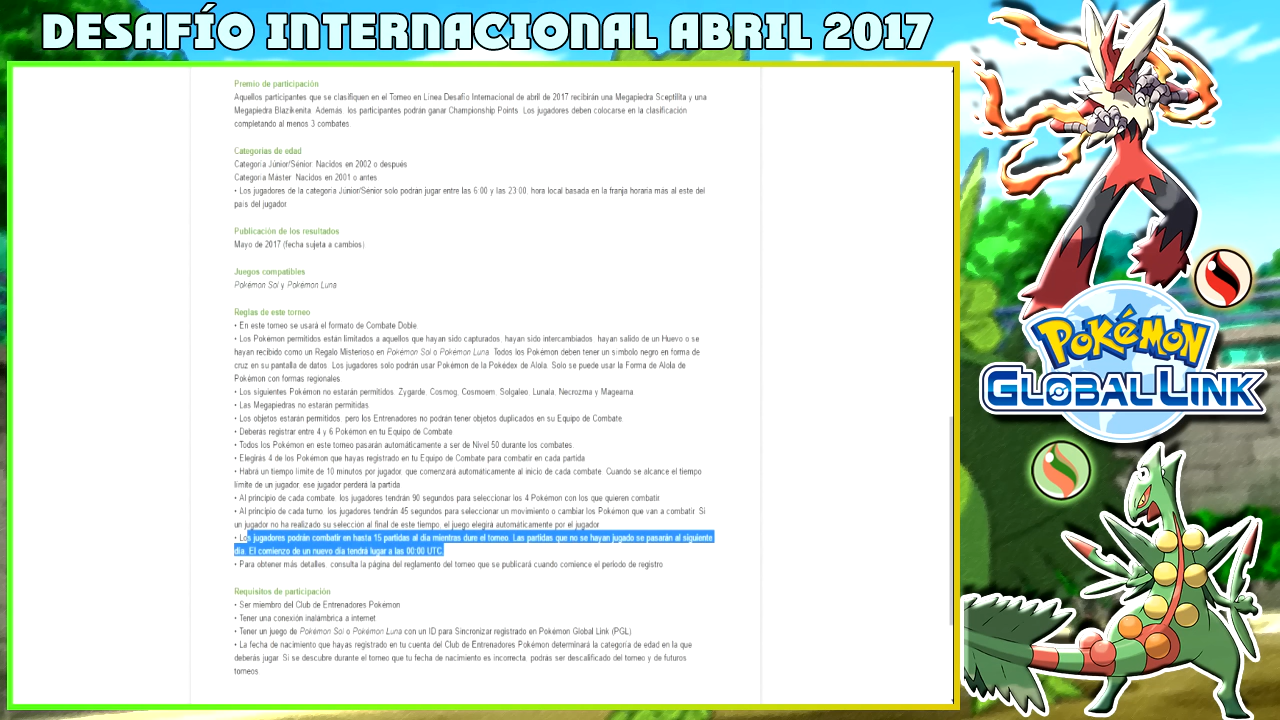 DESAFÍO INTERNACIONAL ABRIL 2017
Premio de participación
Aquellos participantes que se clasifiquen en el Torneo en Línea Desafío Internacional de abril de 2017 recibirán una Megapiedra Sceptilita y una
Megapiedra Blazikenita. Además, los participantes podrán ganar Championship Points. Los jugadores deben colocarse en la clasificación
completando al menos 3 combates.
Categorías de edad
Categoría Júnior/Sénior: Nacidos en 2002 o después
Categoría Máster: Nacidos en 2001 o antes
• Los jugadores de la categoría Júnior/Sénior solo podrán jugar entre las 6:00 y las 23:00, hora local basada en la franja horaria más al este del
país del jugador.
Publicación de los resultados
Mayo de 2017 (fecha sujeta a cambios)
Juegos compatibles
Pokémon Sol y Pokémon Luna
Reglas de este torneo
• En este torneo se usará el formato de Combate Doble.
• Los Pokémon permitidos están limitados a aquellos que hayan sido capturados, hayan sido intercambiados, hayan salido de un Huevo o se
hayan recibido como un Regalo Misterioso en Pokémon Sol o Pokémon Luna. Todos los Pokémon deben tener un símbolo negro en forma de
cruz en su pantalla de datos. Los jugadores solo podrán usar Pokémon de la Pokédex de Alola. Solo se puede usar la Forma de Alola de
Pokémon con formas regionales.
• Los siguientes Pokémon no estarán permitidos: Zygarde, Cosmog, Cosmoem, Solgaleo, Lunala, Necrozma y Magearna.
• Las Megapiedras no estarán permitidas.
• Los objetos estarán permitidos, pero los Entrenadores no podrán tener objetos duplicados en su Equipo de Combate.
• Deberás registrar entre 4 y 6 Pokémon en tu Equipo de Combate.
• Todos los Pokémon en este torneo pasarán automáticamente a ser de Nivel 50 durante los combates.
• Elegirás 4 de los Pokémon que hayas registrado en tu Equipo de Combate para combatir en cada partida.
• Habrá un tiempo límite de 10 minutos por jugador, que comenzará automáticamente al inicio de cada combate. Cuando se alcance el tiempo
límite de un jugador, ese jugador perderá la partida.
• Al principio de cada combate, los jugadores tendrán 90 segundos para seleccionar los 4 Pokémon con los que quieren combatir.
• Al principio de cada turno, los jugadores tendrán 45 segundos para seleccionar un movimiento o cambiar los Pokémon que van a combatir. Si
un jugador no ha realizado su selección al final de este tiempo, el juego elegirá automáticamente por el jugador.
• Los jugadores podrán combatir en hasta 15 partidas al día mientras dure el torneo. Las partidas que no se hayan jugado se pasarán al siguiente
día. El comienzo de un nuevo día tendrá lugar a las 00:00 UTC.
• Para obtener más detalles, consulta la página del reglamento del torneo que se publicará cuando comience el período de registro.
Requisitos de participación
• Ser miembro del Club de Entrenadores Pokémon
• Tener una conexión inalámbrica a internet
• Tener un juego de Pokémon Sol o Pokémon Luna con un ID para Sincronizar registrado en Pokémon Global Link (PGL)
• La fecha de nacimiento que hayas registrado en tu cuenta del Club de Entrenadores Pokémon determinará la categoría de edad en la que
deberás jugar. Si se descubre durante el torneo que tu fecha de nacimiento es incorrecta, podrás ser descalificado del torneo y de futuros
torneos.
POKéMON
GLOBAL LINK